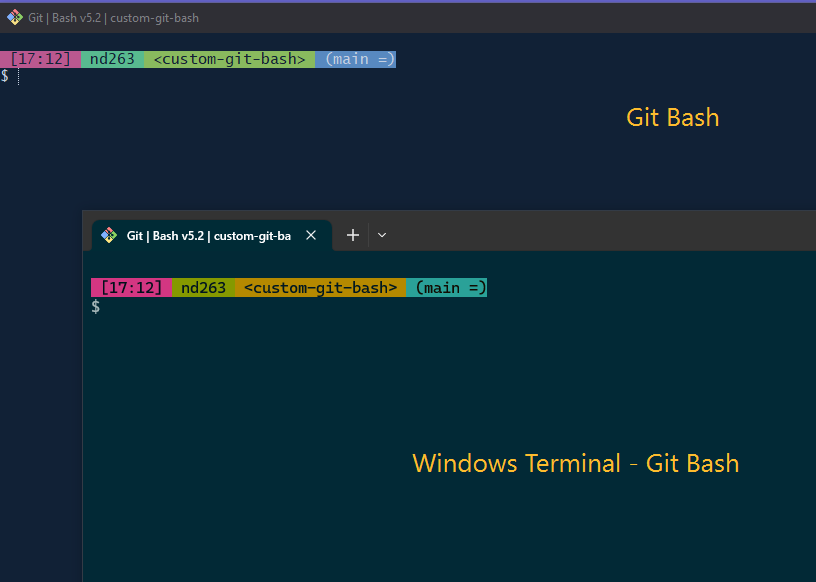 Git | Bash v5.2 | custom-git-bash
[17:12] nd263 <custom-git-bash> (main =)
$
Git Bash
Git | Bash v5.2 | custom-git-ba
[17:12] nd263 <custom-git-bash> (main =)
$
Windows Terminal - Git Bash